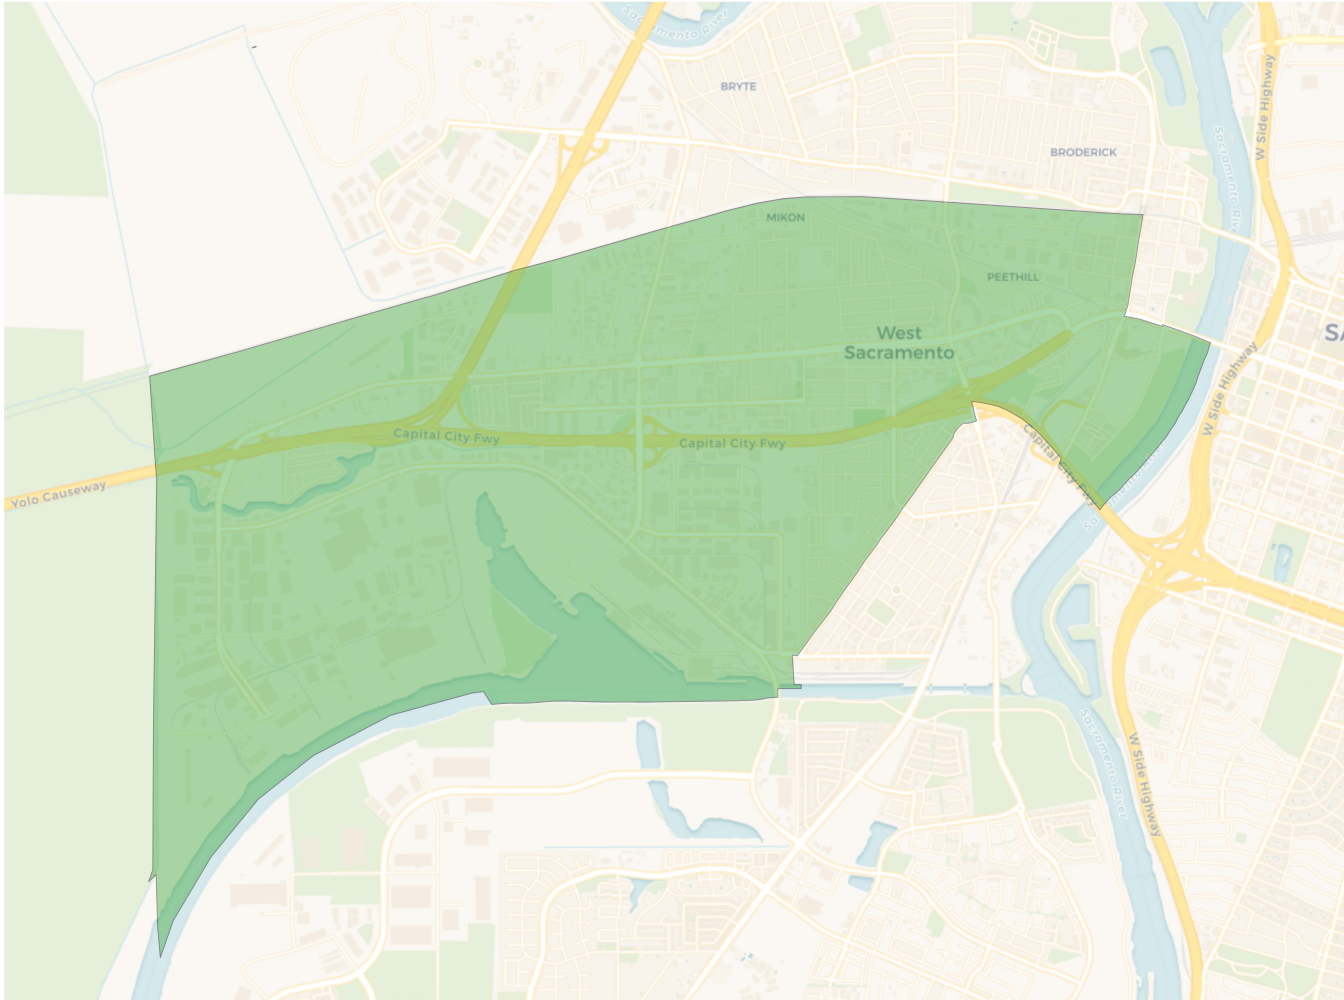 Sacramento River
BRYTE
W Side Highway
BRODERICK
Sacramento Ri
MIKON
PEETHILL
West
Sacramento
SA
W Side Highway
Capital City Fwy
Capital City Fwy
Capital City Fwy
Yolo Causeway
Sacramento River
W Side Highway